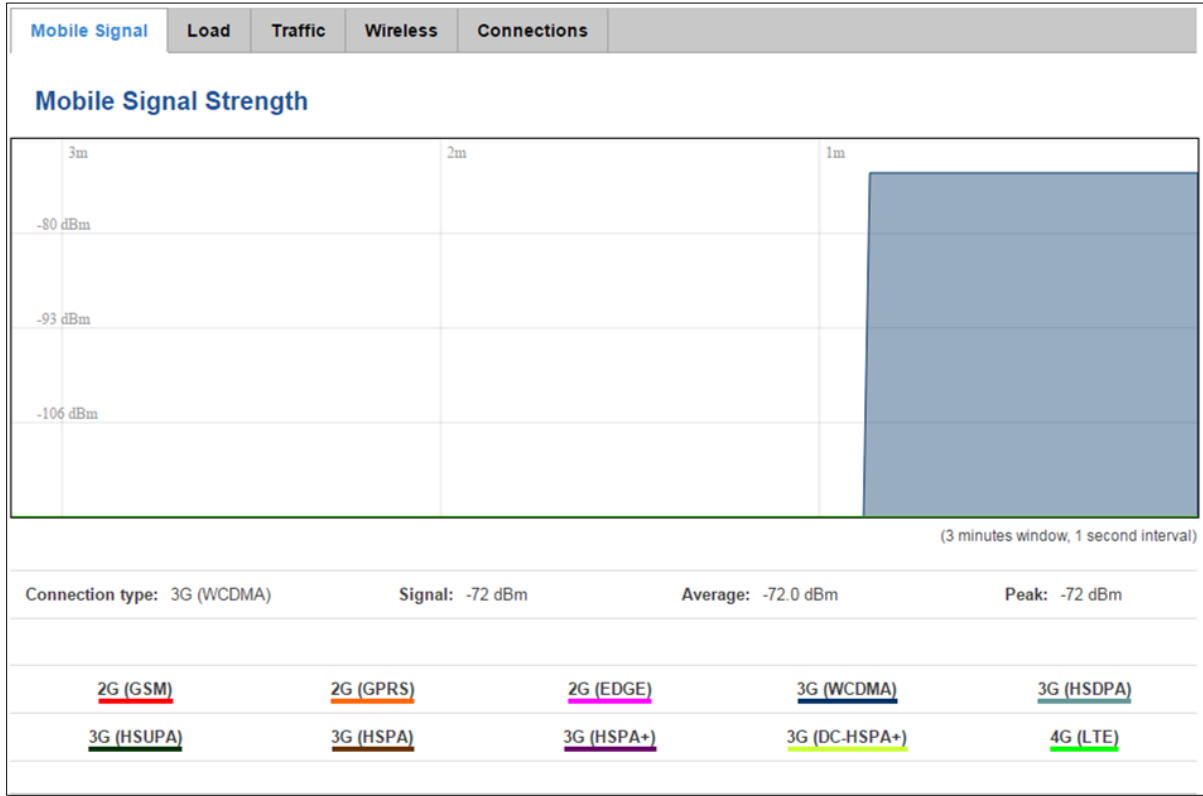 Mobile Signal Load Traffic Wireless Connections
Mobile Signal Strength
3m 2m 1m
-80 dBm
-93 dBm
-106 dBm
(3 minutes window, 1 second interval)
Connection type: 3G (WCDMA) Signal: -72 dBm Average: -72.0 dBm Peak: -72 dBm
2G (GSM) 2G (GPRS) 2G (EDGE) 3G (WCDMA) 3G (HSDPA)
3G (HSUPA) 3G (HSPA) 3G (HSPA+) 3G (DC-HSPA+) 4G (LTE)